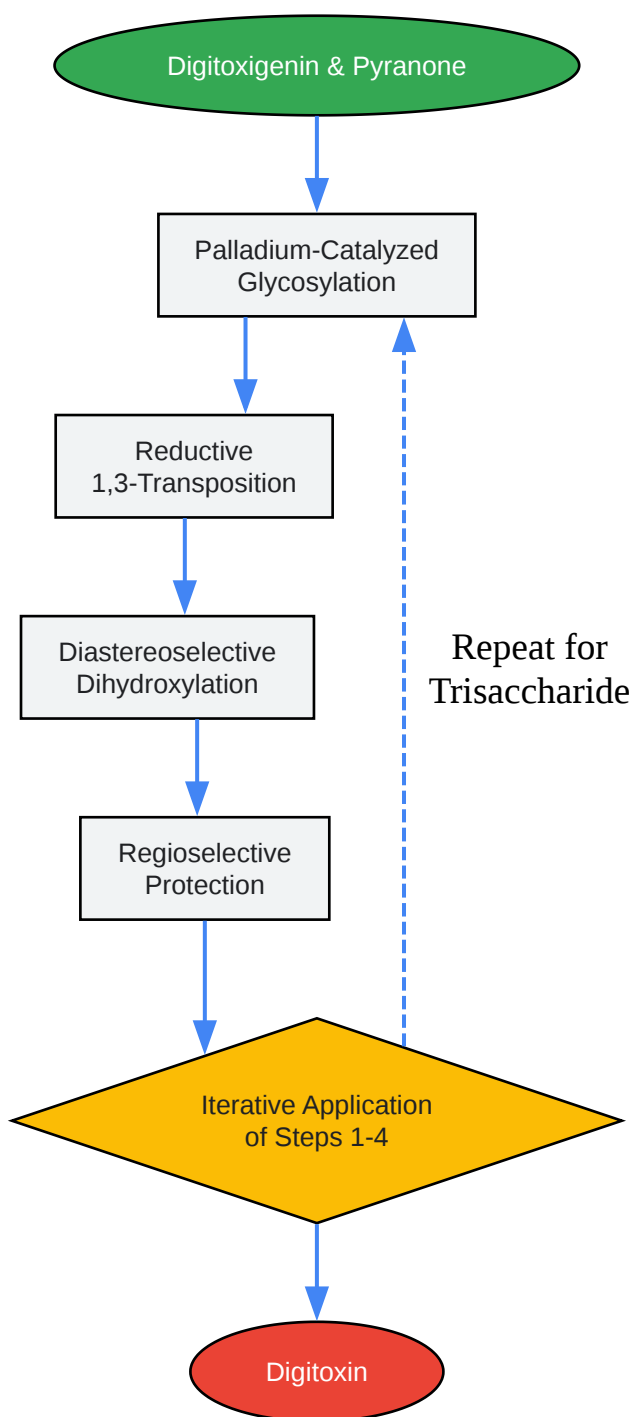 Digitoxigenin & Pyranone
Palladium-Catalyzed
Glycosylation
Reductive
1,3-Transposition
Diastereoselective
Dihydroxylation
Repeat for
Trisaccharide
Regioselective
Protection
Iterative Application
of Steps 1-4
Digitoxin